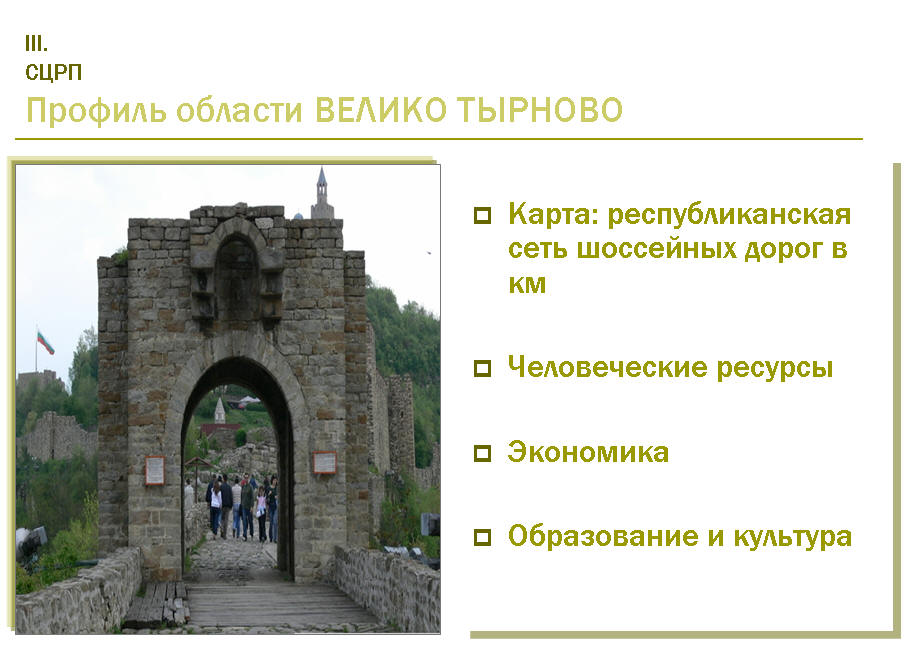 III.
СЦРП
Профиль области ВЕЛИКО ТЫРНОВО
Карта: республиканская
сеть шоссейных дорог в
км
Человеческие ресурсы
Экономика
Образование и культура